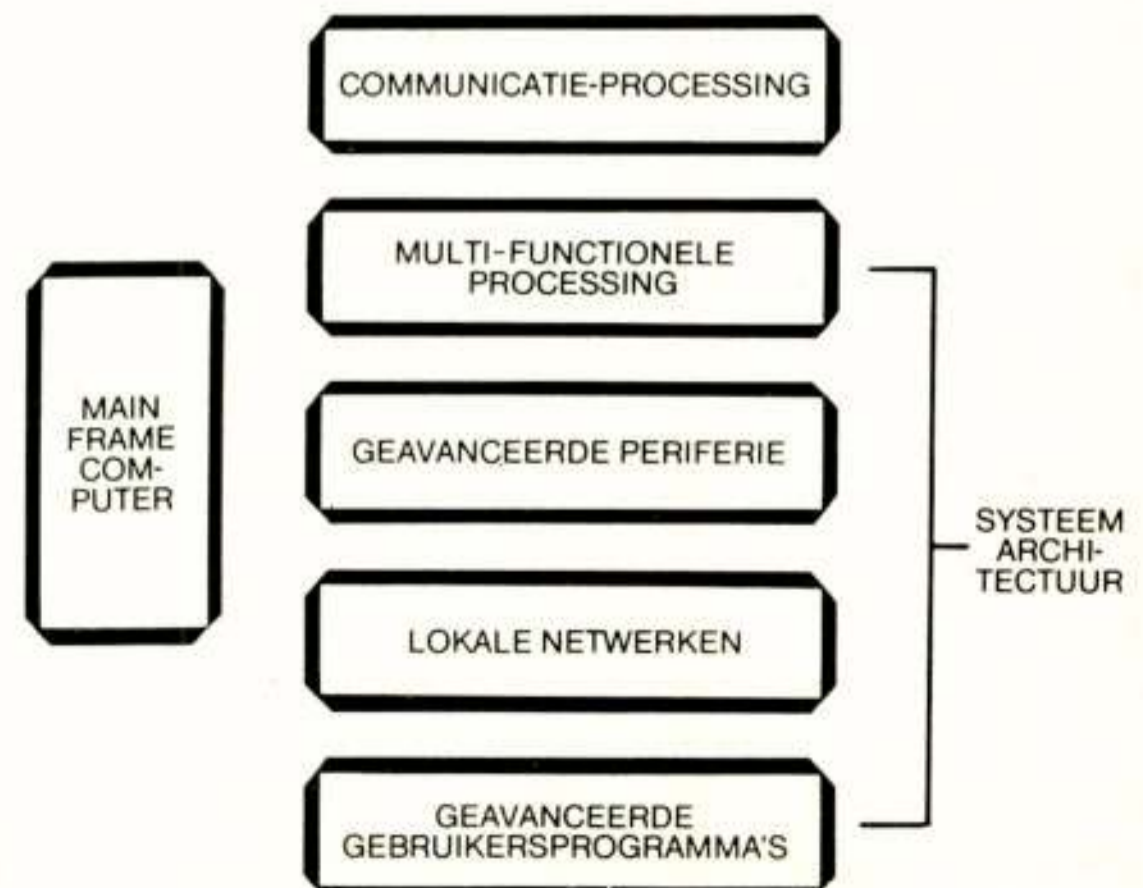 COMMUNICATIE-PROCESSING
MULTI-FUNCTIONELE
PROCESSING
MAIN
FRAME
COM-
PUTER
GEAVANCEERDE PERIFERIE
SYSTEEM
ARCHI-
TECTUUR
LOKALE NETWERKEN
GEAVANCEERDE
GEBRUIKERSPROGRAMMA'S